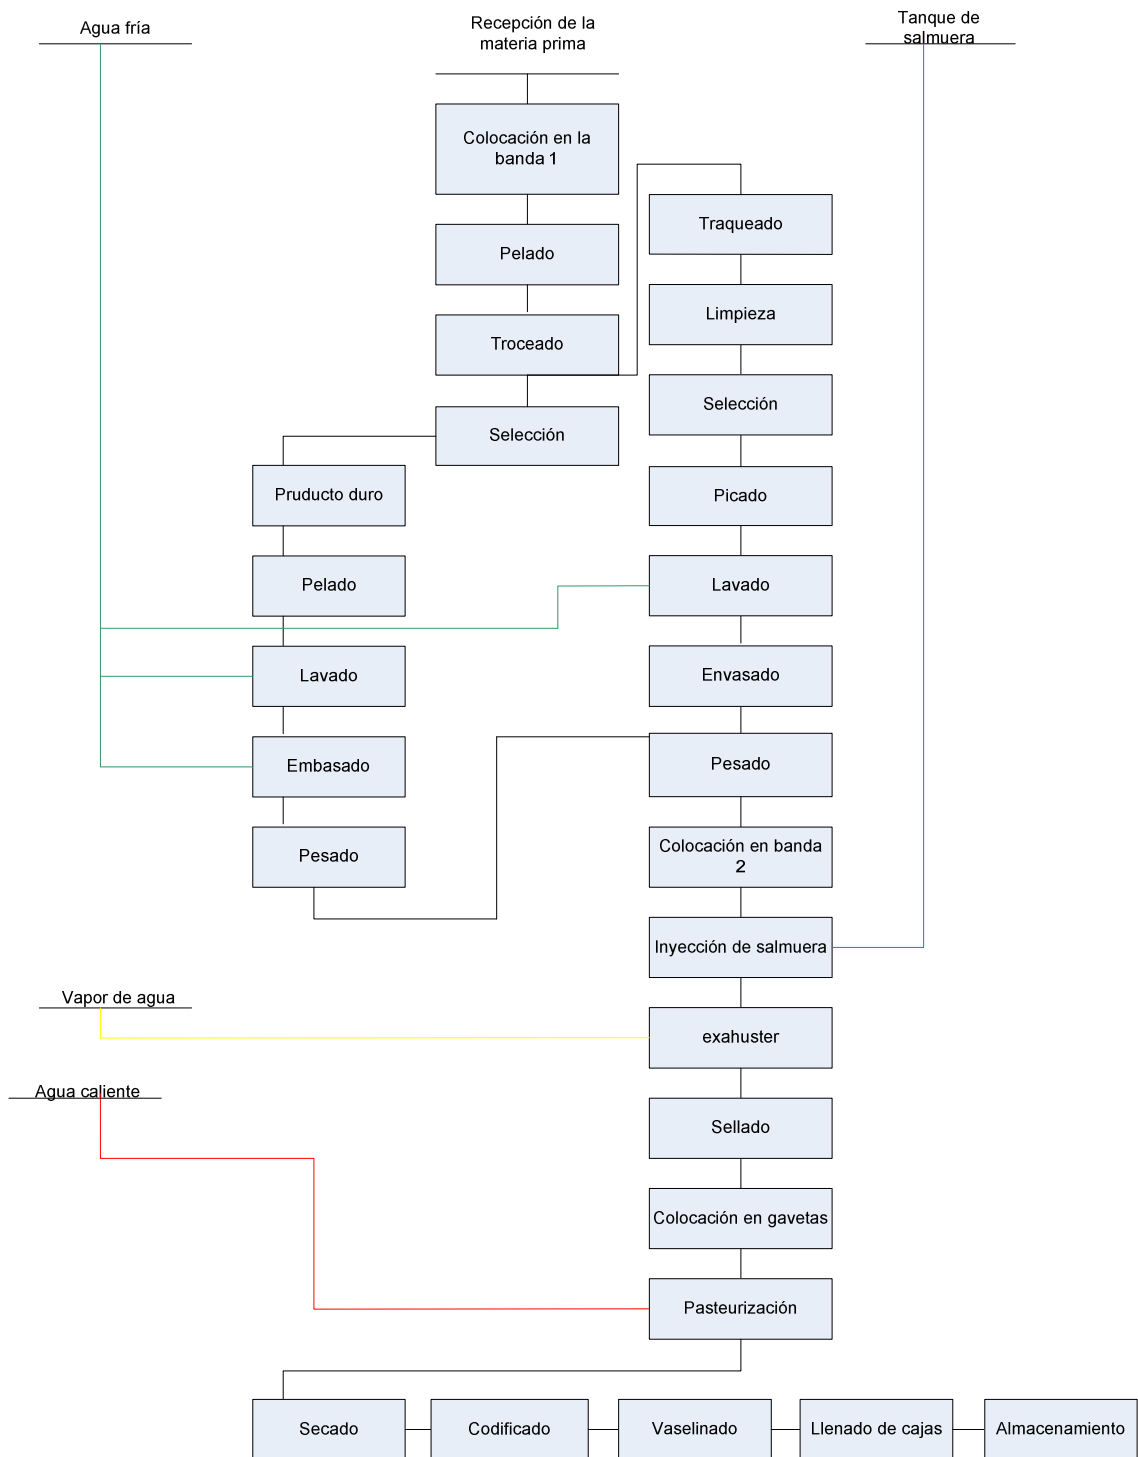 Agua fría
Recepción de la
materia prima
Tanque de
salmuera
Colocación en la
banda 1
Pelado
Troceado
Selección
Traqueado
Limpieza
Selección
Picado
Lavado
Envasado
Pesado
Colocación en banda
2
Inyección de salmuera
exahuster
Sellado
Colocación en gavetas
Pasteurización
Pruducto duro
Pelado
Lavado
Embasado
Pesado
Vapor de agua
Agua caliente
Secado
Codificado
Vaselinado
Llenado de cajas
Almacenamiento